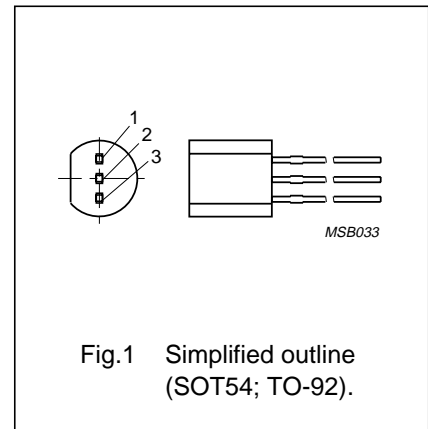 1
2
3
MSB033
Fig.1 Simplified outline
(SOT54; TO-92).